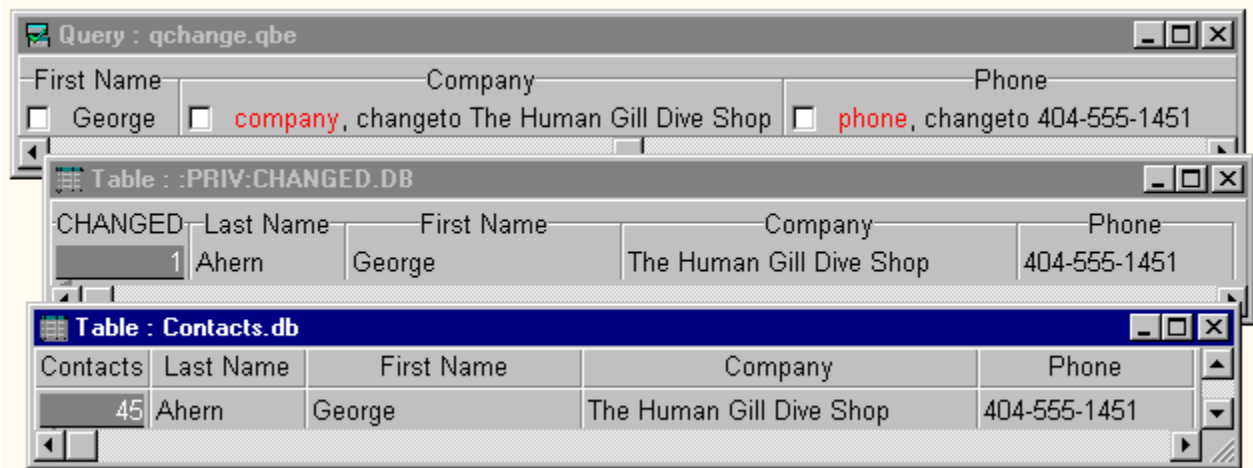 Query : qchange.qbe
First Name Company Phone
George company, changeto The Human Gill Dive Shop phone, changeto 404-555-1451
Table : :PRIV:CHANGED.DB
CHANGED Last Name First Name Company Phone
1 Ahern George The Human Gill Dive Shop 404-555-1451
Table : Contacts.db
Contacts Last Name First Name Company Phone
45 Ahern George The Human Gill Dive Shop 404-555-1451